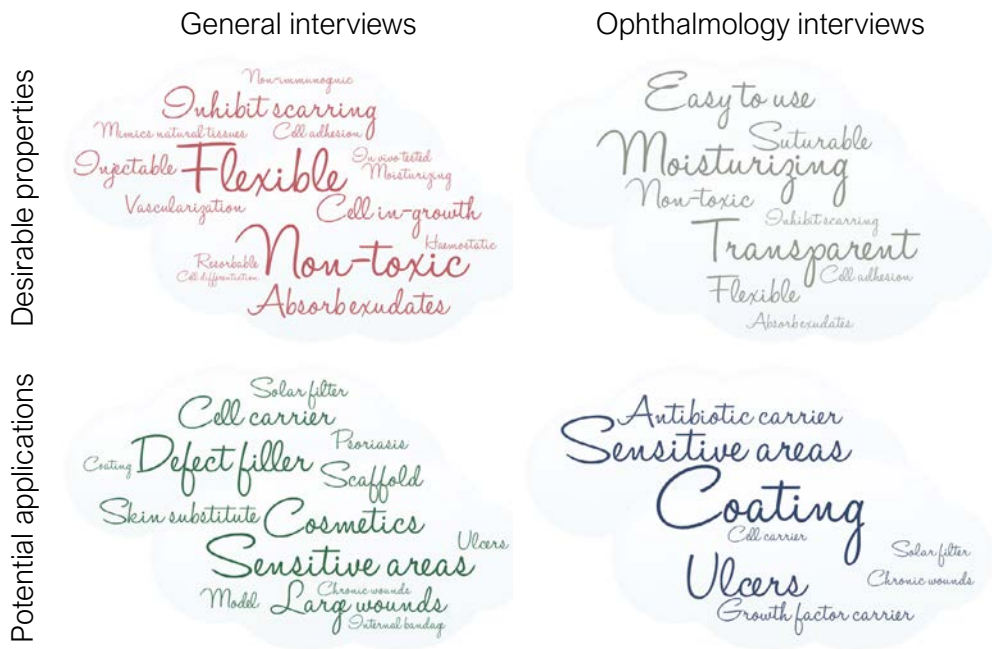 General interviews
Ophthalmology interviews
Desirable properties
Non-immunognic
Inhibit scarring
Mimics natural tissues
Cell adhesion
Injectable
Flexible
In vivo tested
Moisturizing
Vascularization
Cell in-growth
Non-toxic
Haemostatic
Resorbable
Cell differentiation
Absorb exudates
Easy to use
Suturable
Moisturizing
Non-toxic
Inhibit scarring
Transparent
Cell adhesion
Flexible
Absorb exudates
Potential applications
Solar filter
Cell carrier
Psoriasis
Coating
Defect filler
Scaffold
Skin substitute
Cosmetics
Ulcers
Sensitive areas
Chronic wounds
Model
Large wounds
Internal bandage
Antibiotic carrier
Sensitive areas
Coating
Cell carrier
Solar filter
Chronic wounds
Ulcers
Growth factor carrier